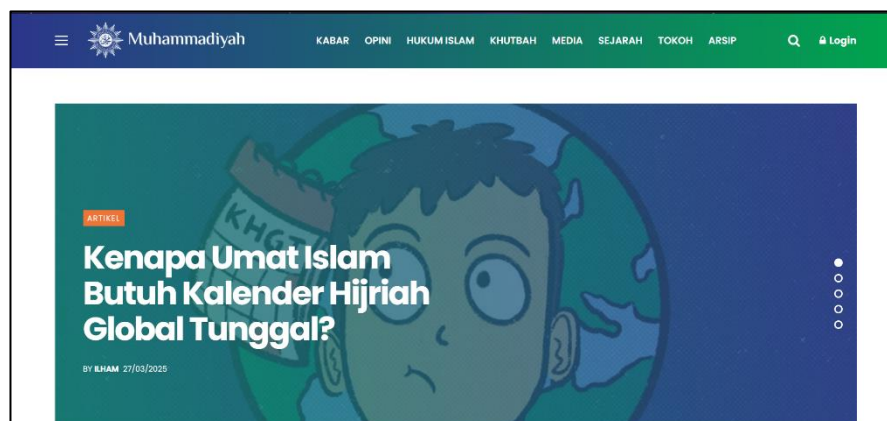 Muhammadiyah
KABAR OPINI HUKUM ISLAM KHUTBAH MEDIA SEJARAH TOKOH ARSIP
Login
KHGT
ARTIKEL
Kenapa Umat Islam
Butuh Kalender Hijriah
Global Tunggal?
BY ILHAM 27/03/2025